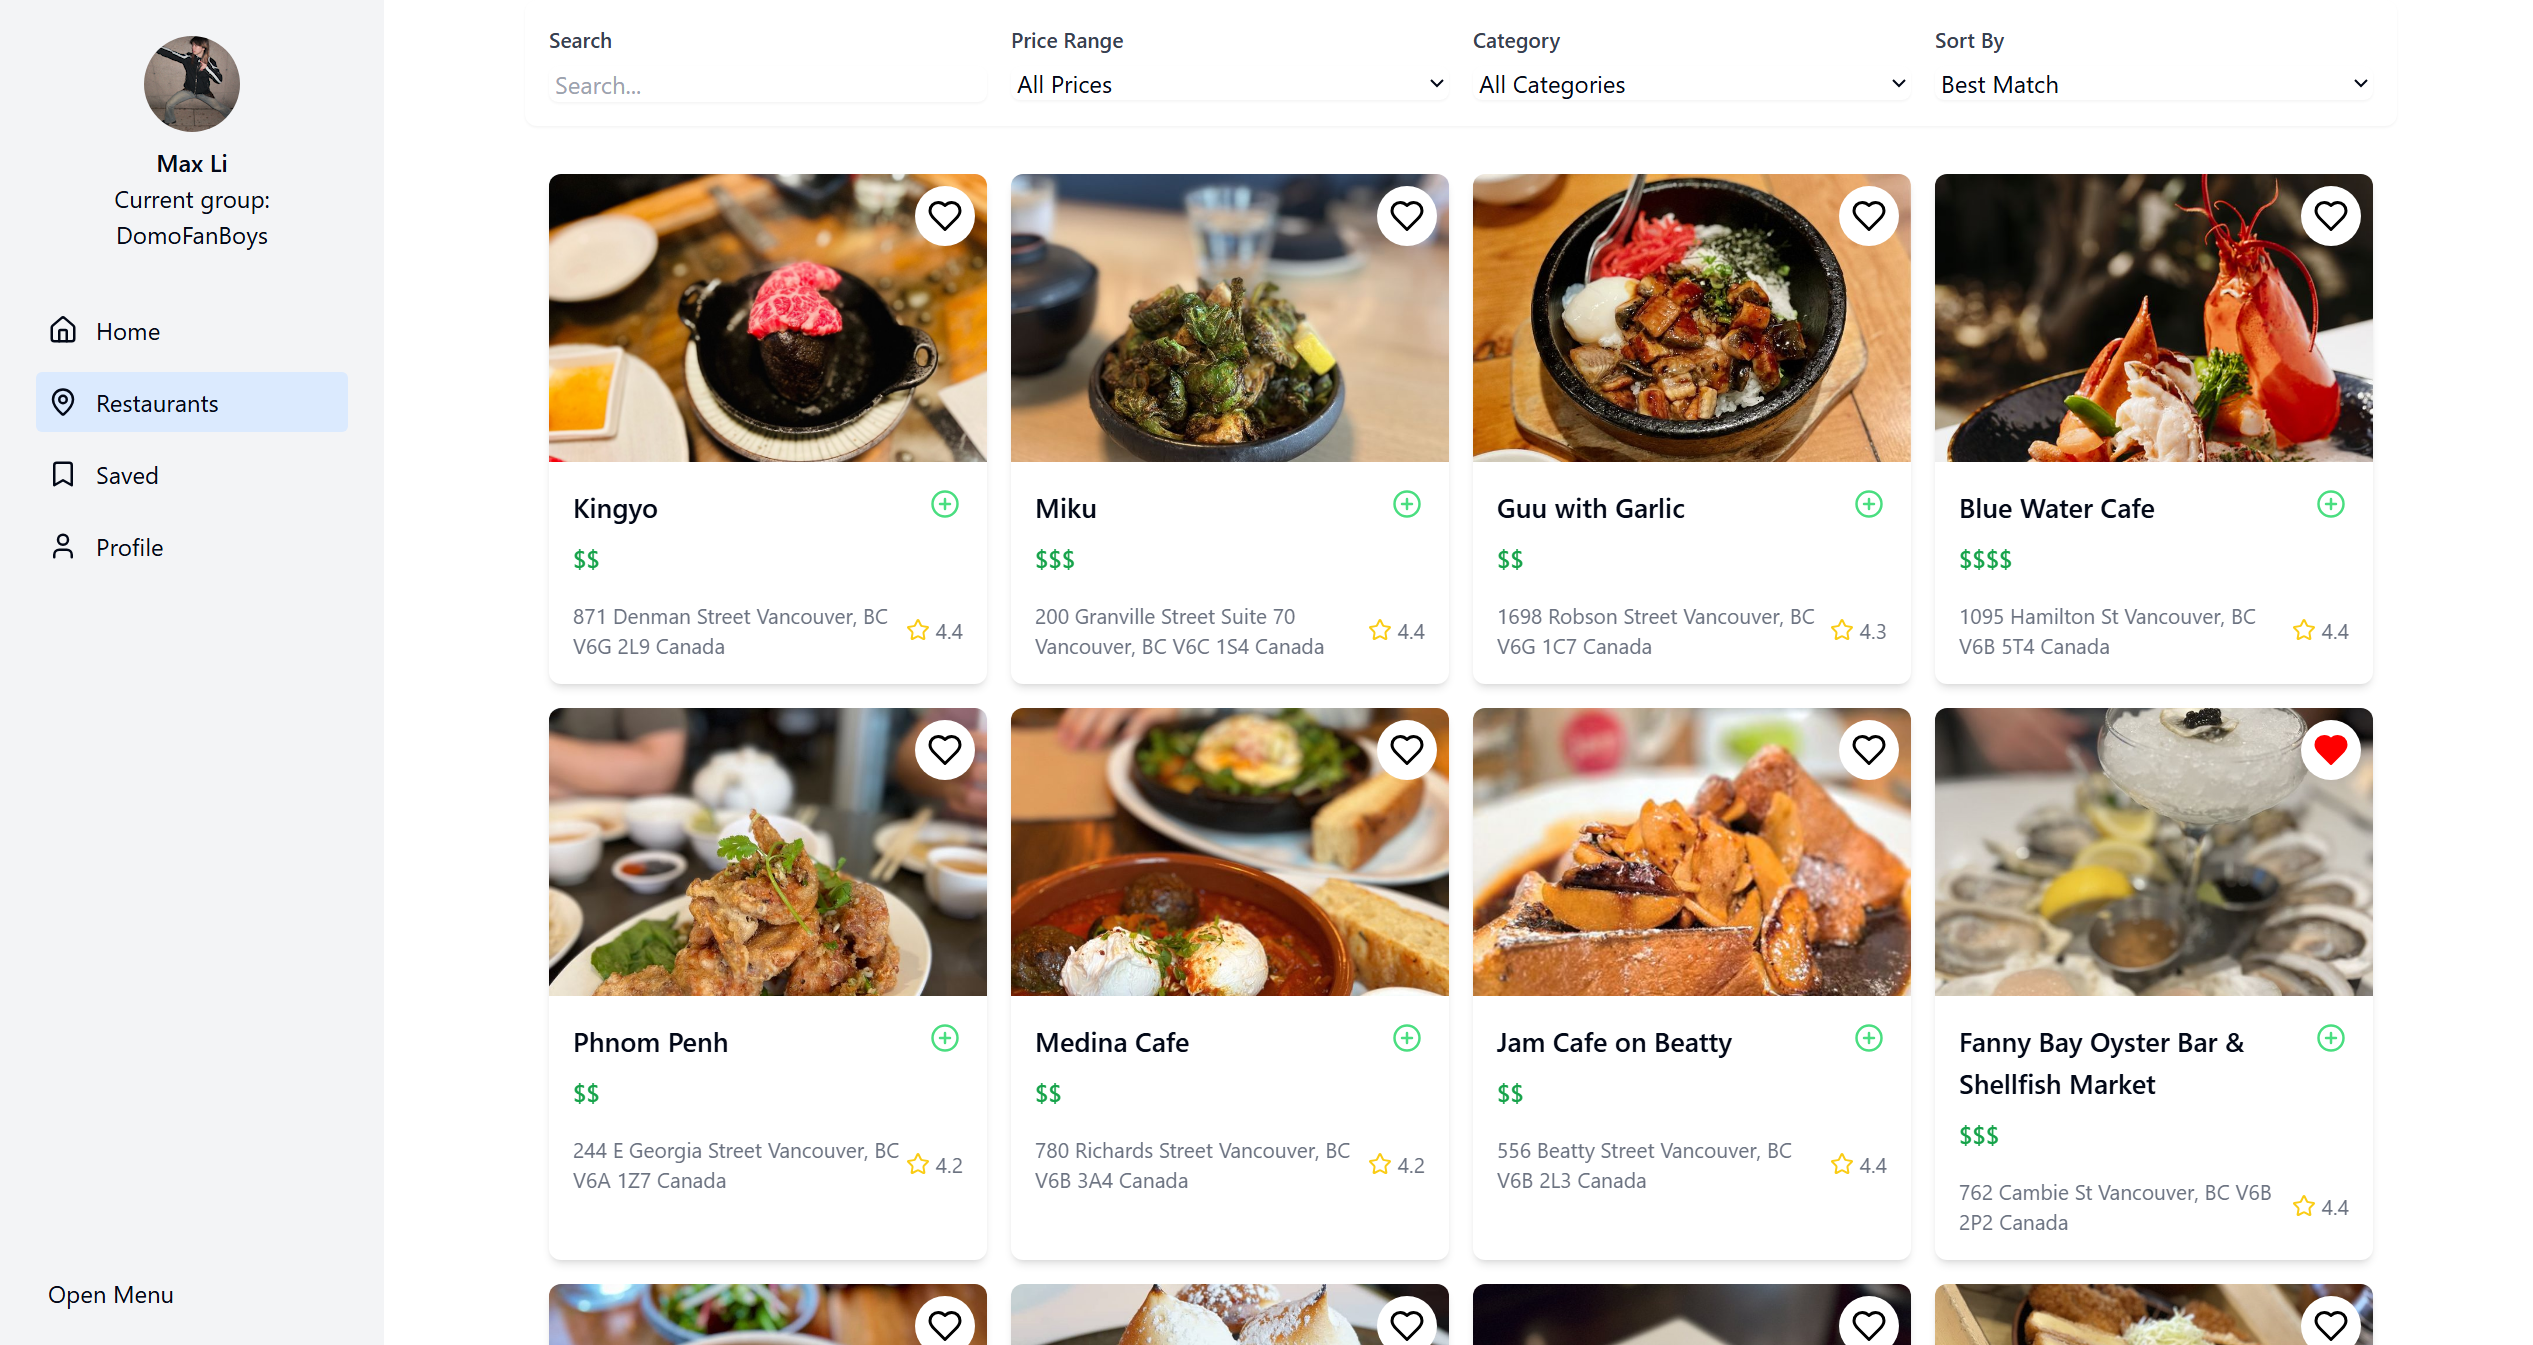 Max Li
Current group:
DomoFanBoys
Home
Restaurants
Saved
Profile
Open Menu
Search
Search...
Price Range
All Prices
Category
All Categories
Sort By
Best Match
Kingyo
$$
871 Denman Street Vancouver, BC
V6G 2L9 Canada
4.4
Miku
$$$
200 Granville Street Suite 70
Vancouver, BC V6C 1S4 Canada
4.4
Guu with Garlic
$$
1698 Robson Street Vancouver, BC
V6G 1C7 Canada
4.3
Blue Water Cafe
$$$$
1095 Hamilton St Vancouver, BC
V6B 5T4 Canada
4.4
Phnom Penh
$$
244 E Georgia Street Vancouver, BC
V6A 1Z7 Canada
4.2
Medina Cafe
$$
780 Richards Street Vancouver, BC
V6B 3A4 Canada
4.2
Jam Cafe on Beatty
$$
556 Beatty Street Vancouver, BC
V6B 2L3 Canada
4.4
Fanny Bay Oyster Bar &
Shellfish Market
$$$
762 Cambie St Vancouver, BC V6B
2P2 Canada
4.4